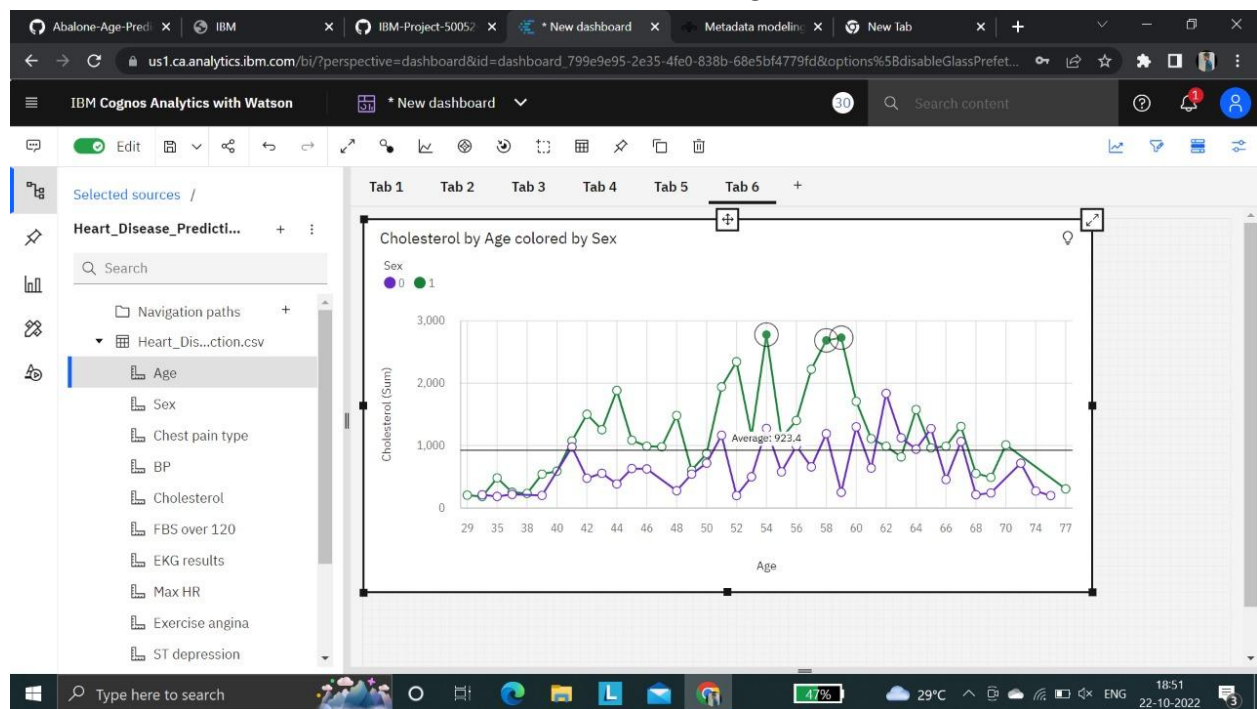 Abalone-Age-Predi
IBM
IBM-Project-50052
* New dashboard
Metadata modeling
New Tab
us1.ca.analytics.ibm.com/bi/?perspective=dashboard&id=dashboard_799e9e95-2e35-4fe0-838b-68e5bf4779fd&options%5BdisableGlassPrefet...
IBM Cognos Analytics with Watson
* New dashboard
30
Search content
1
Edit
Selected sources /
Tab 1 Tab 2 Tab 3 Tab 4 Tab 5 Tab 6 +
Heart_Disease_Predicti...
Search
Navigation paths
Heart_Dis...ction.csv
Age
Sex
Chest pain type
BP
Cholesterol
FBS over 120
EKG results
Max HR
Exercise angina
ST depression
Cholesterol by Age colored by Sex
Sex
0 1
Cholesterol (Sum)
3,000
2,000
1,000
0
Average: 923.4
29 35 38 40 42 44 46 48 50 52 54 56 58 60 62 64 66 68 70 74 77
Age
Type here to search
L
47%
29°C
ENG
18:51
22-10-2022
3